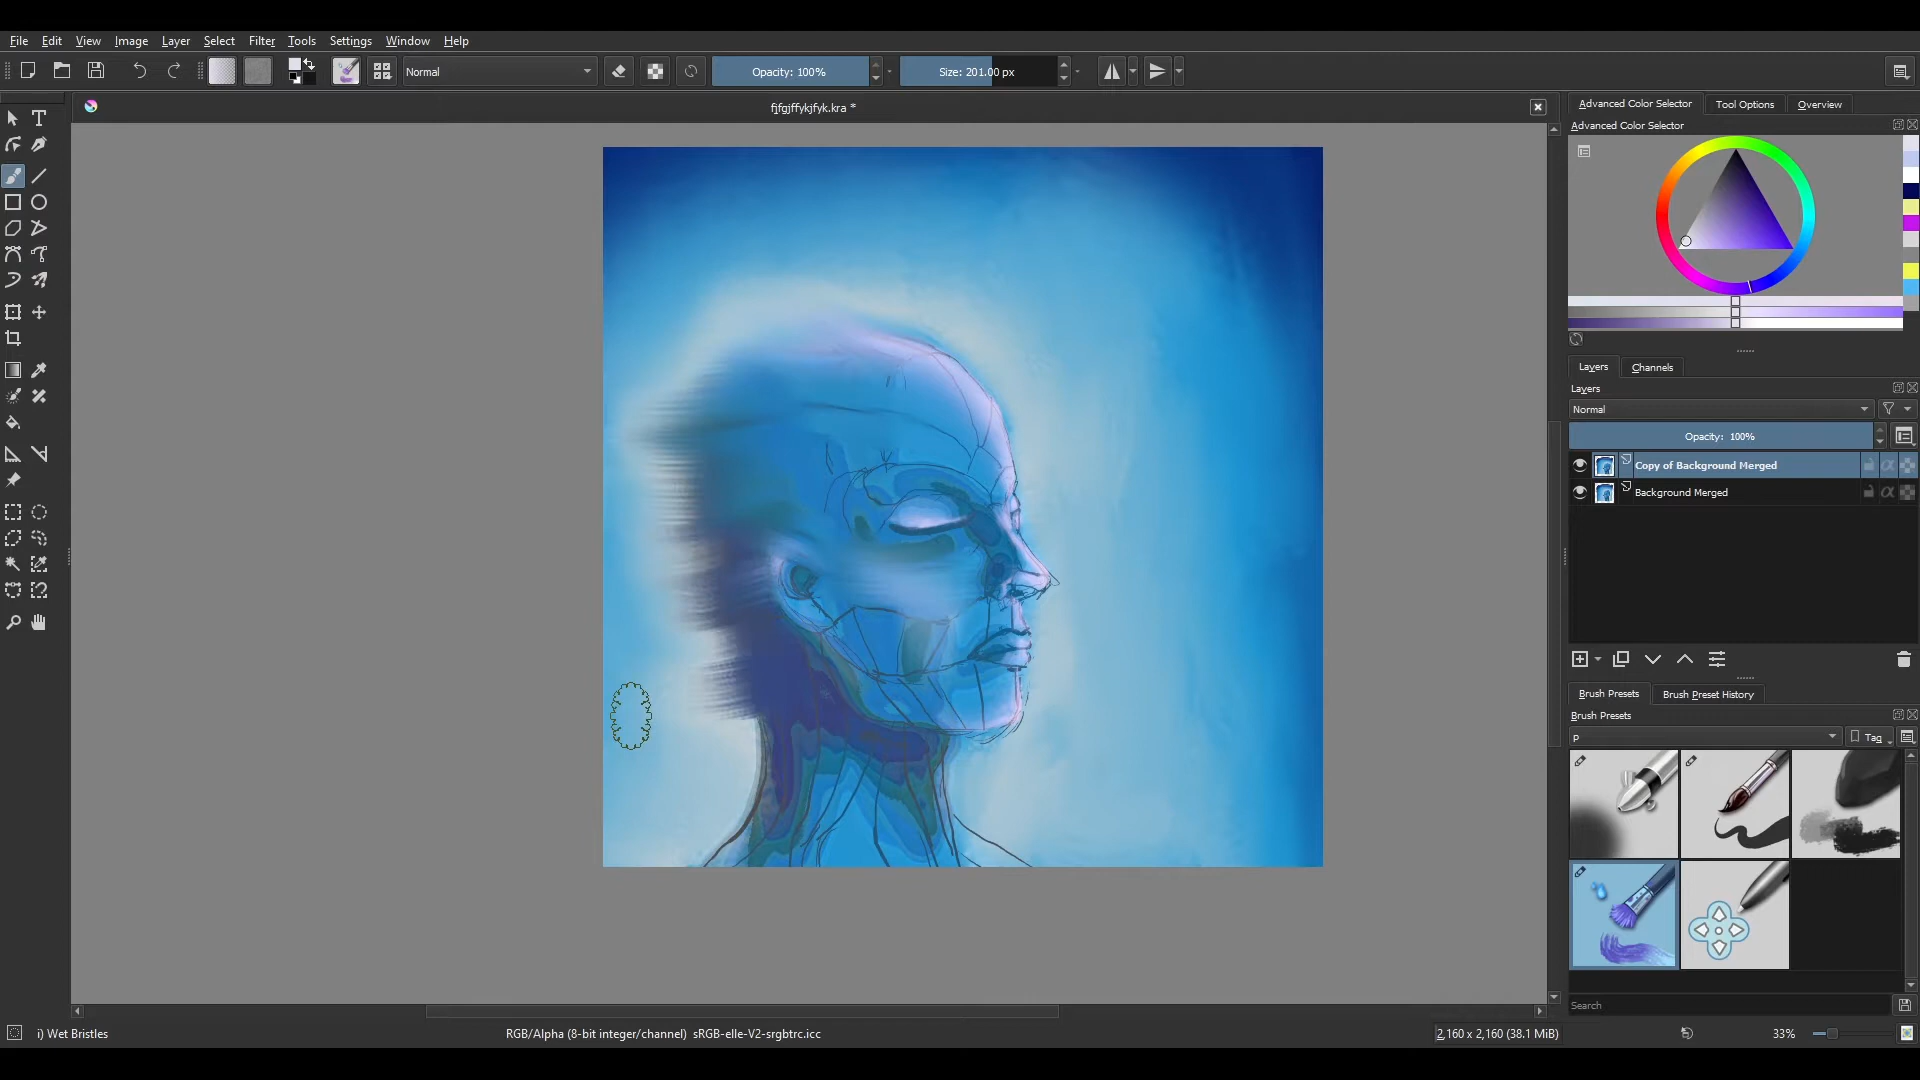 File Edit View Image Layer Select Filter Tools Settings Window Help
Normal Opacity: 100% Size: 201.00 px
fjfgjffykjfyk.kra *
Advanced Color Selector Tool Options Overview
Advanced Color Selector
Layers Channels
Layers
Normal
Opacity: 100%
Copy of Background Merged
Background Merged
Brush Presets Brush Preset History
Brush Presets
P Tag
Search
i) Wet Bristles RGB/Alpha (8-bit integer/channel) sRGB-elle-V2-srgbtrc.icc 2,160 x 2,160 (38.1 MiB) 33%